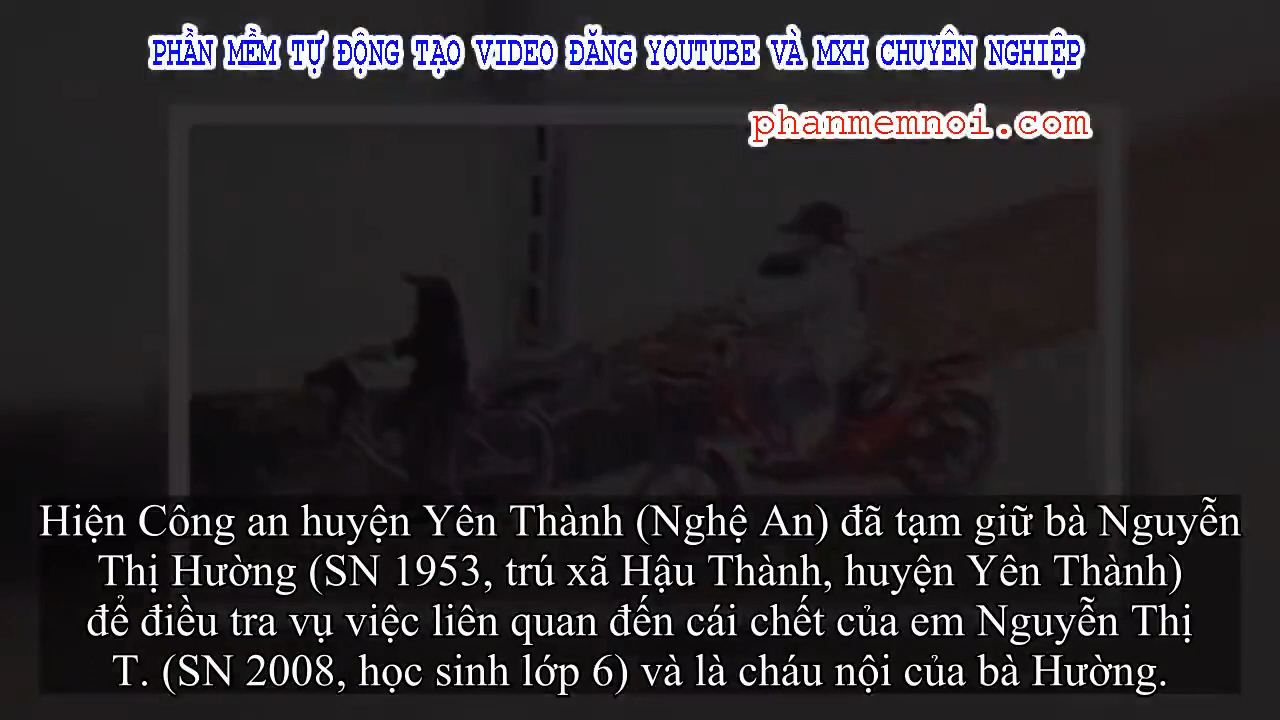 PHẦN MỀM TỰ ĐỘNG TẠO VIDEO ĐĂNG YOUTUBE VÀ MXH CHUYÊN NGHIỆP
phanmemnoi.com
Hiện Công an huyện Yên Thành (Nghệ An) đã tạm giữ bà Nguyễn
Thị Hường (SN 1953, trú xã Hậu Thành, huyện Yên Thành)
để điều tra vụ việc liên quan đến cái chết của em Nguyễn Thị
T. (SN 2008, học sinh lớp 6) và là cháu nội của bà Hường.